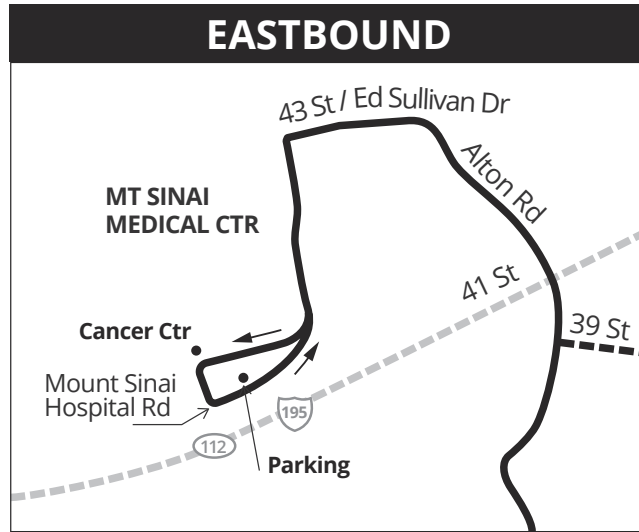 EASTBOUND
43 St / Ed Sullivan Dr
Alton Rd
MT SINAI
MEDICAL CTR
41 St
39 St
Cancer Ctr
Mount Sinai
Hospital Rd
195
112
Parking